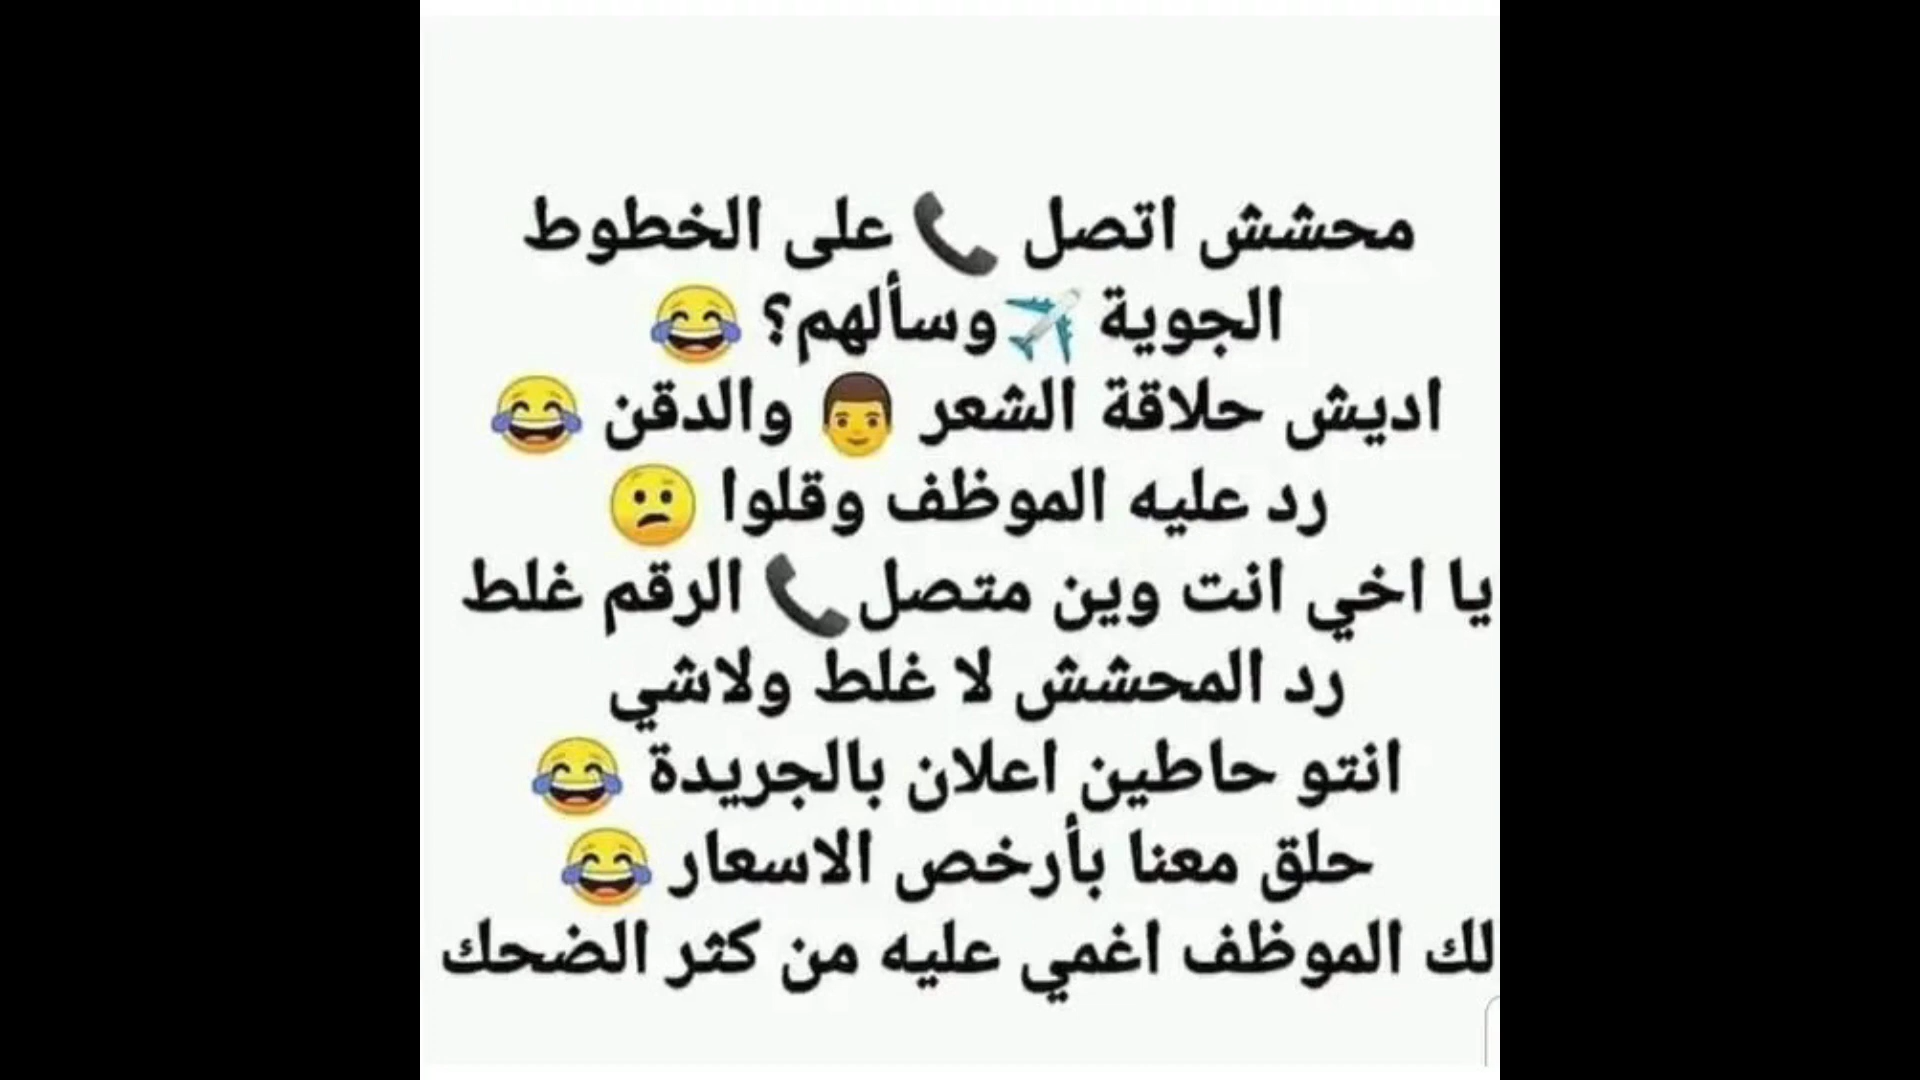 محشش اتصل 📞 على الخطوط
الجوية ✈️وسألهم؟ 😂
اديش حلاقة الشعر 👨 والدقن 😂
رد عليه الموظف وقلوا 😕
يا اخي انت وين متصل📞 الرقم غلط
رد المحشش لا غلط ولاشي
انتو حاطين اعلان بالجريدة 😂
حلق معنا بأرخص الاسعار 😂
لك الموظف اغمي عليه من كثر الضحك